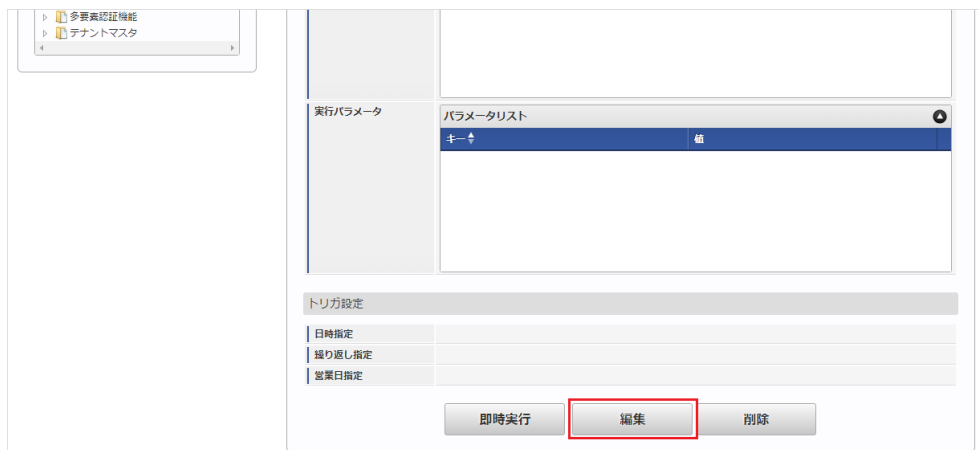 多要素認証機能
テナントマスタ
実行パラメータ
パラメータリスト
キー 値
トリガ設定
日時指定
繰り返し指定
営業日指定
即時実行 編集 削除